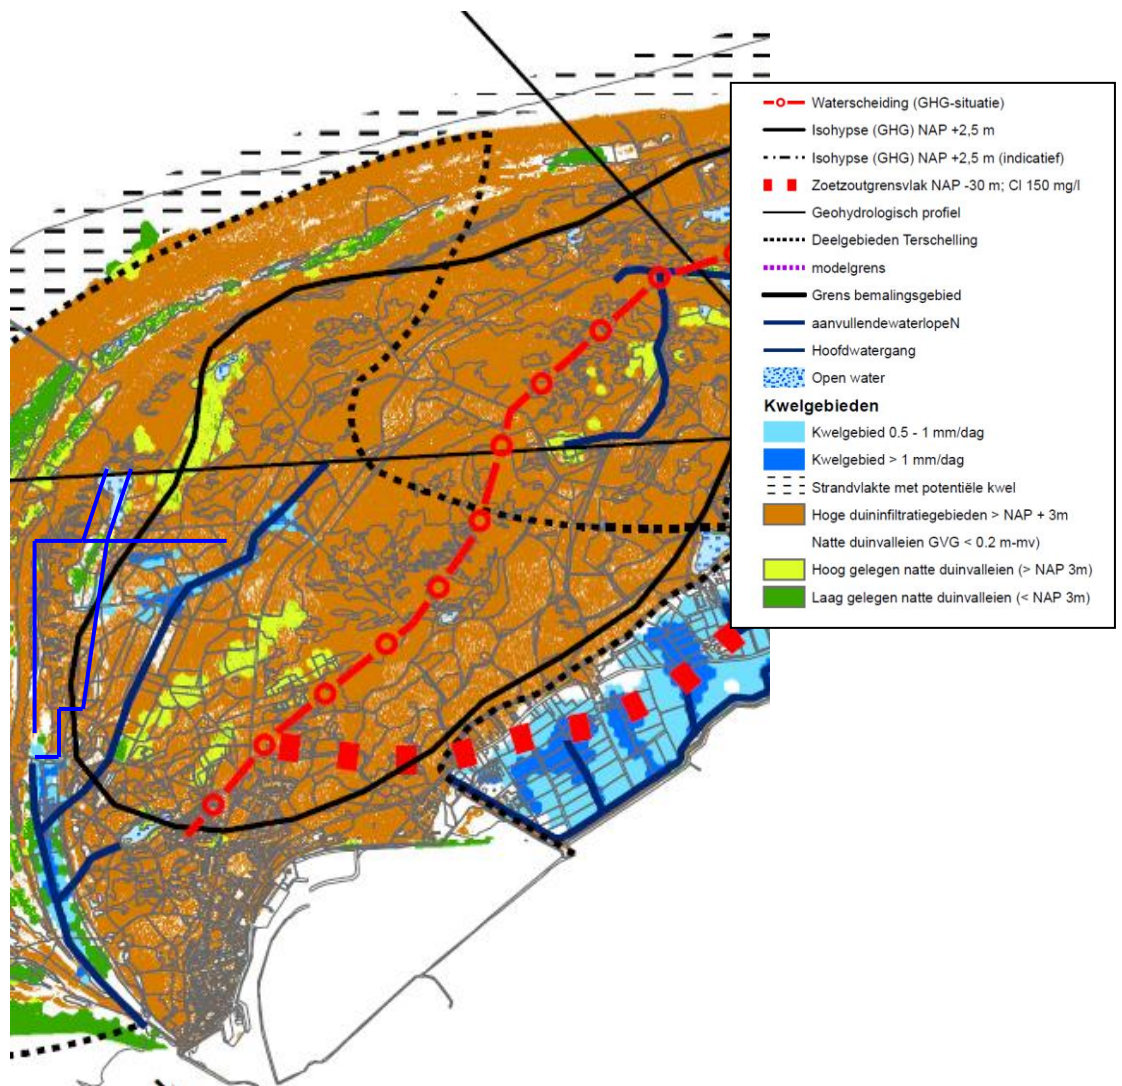 Waterscheiding (GHG-situatie)
Isohypse (GHG) NAP +2,5 m
Isohypse (GHG) NAP +2,5 m (indicatief)
Zoetzoutgrensvlak NAP -30 m; Cl 150 mg/l
Geohydrologisch profiel
Deelgebieden Terschelling
modelgrens
Grens bemalingsgebied
aanvullendewaterlopeN
Hoofdwatergang
Open water
Kwelgebieden
Kwelgebied 0.5 - 1 mm/dag
Kwelgebied > 1 mm/dag
Strandvlakte met potentiële kwel
Hoge duininfiltratiegebieden > NAP + 3m
Natte duinvalleien GVG < 0.2 m-mv)
Hoog gelegen natte duinvalleien (> NAP 3m)
Laag gelegen natte duinvalleien (< NAP 3m)